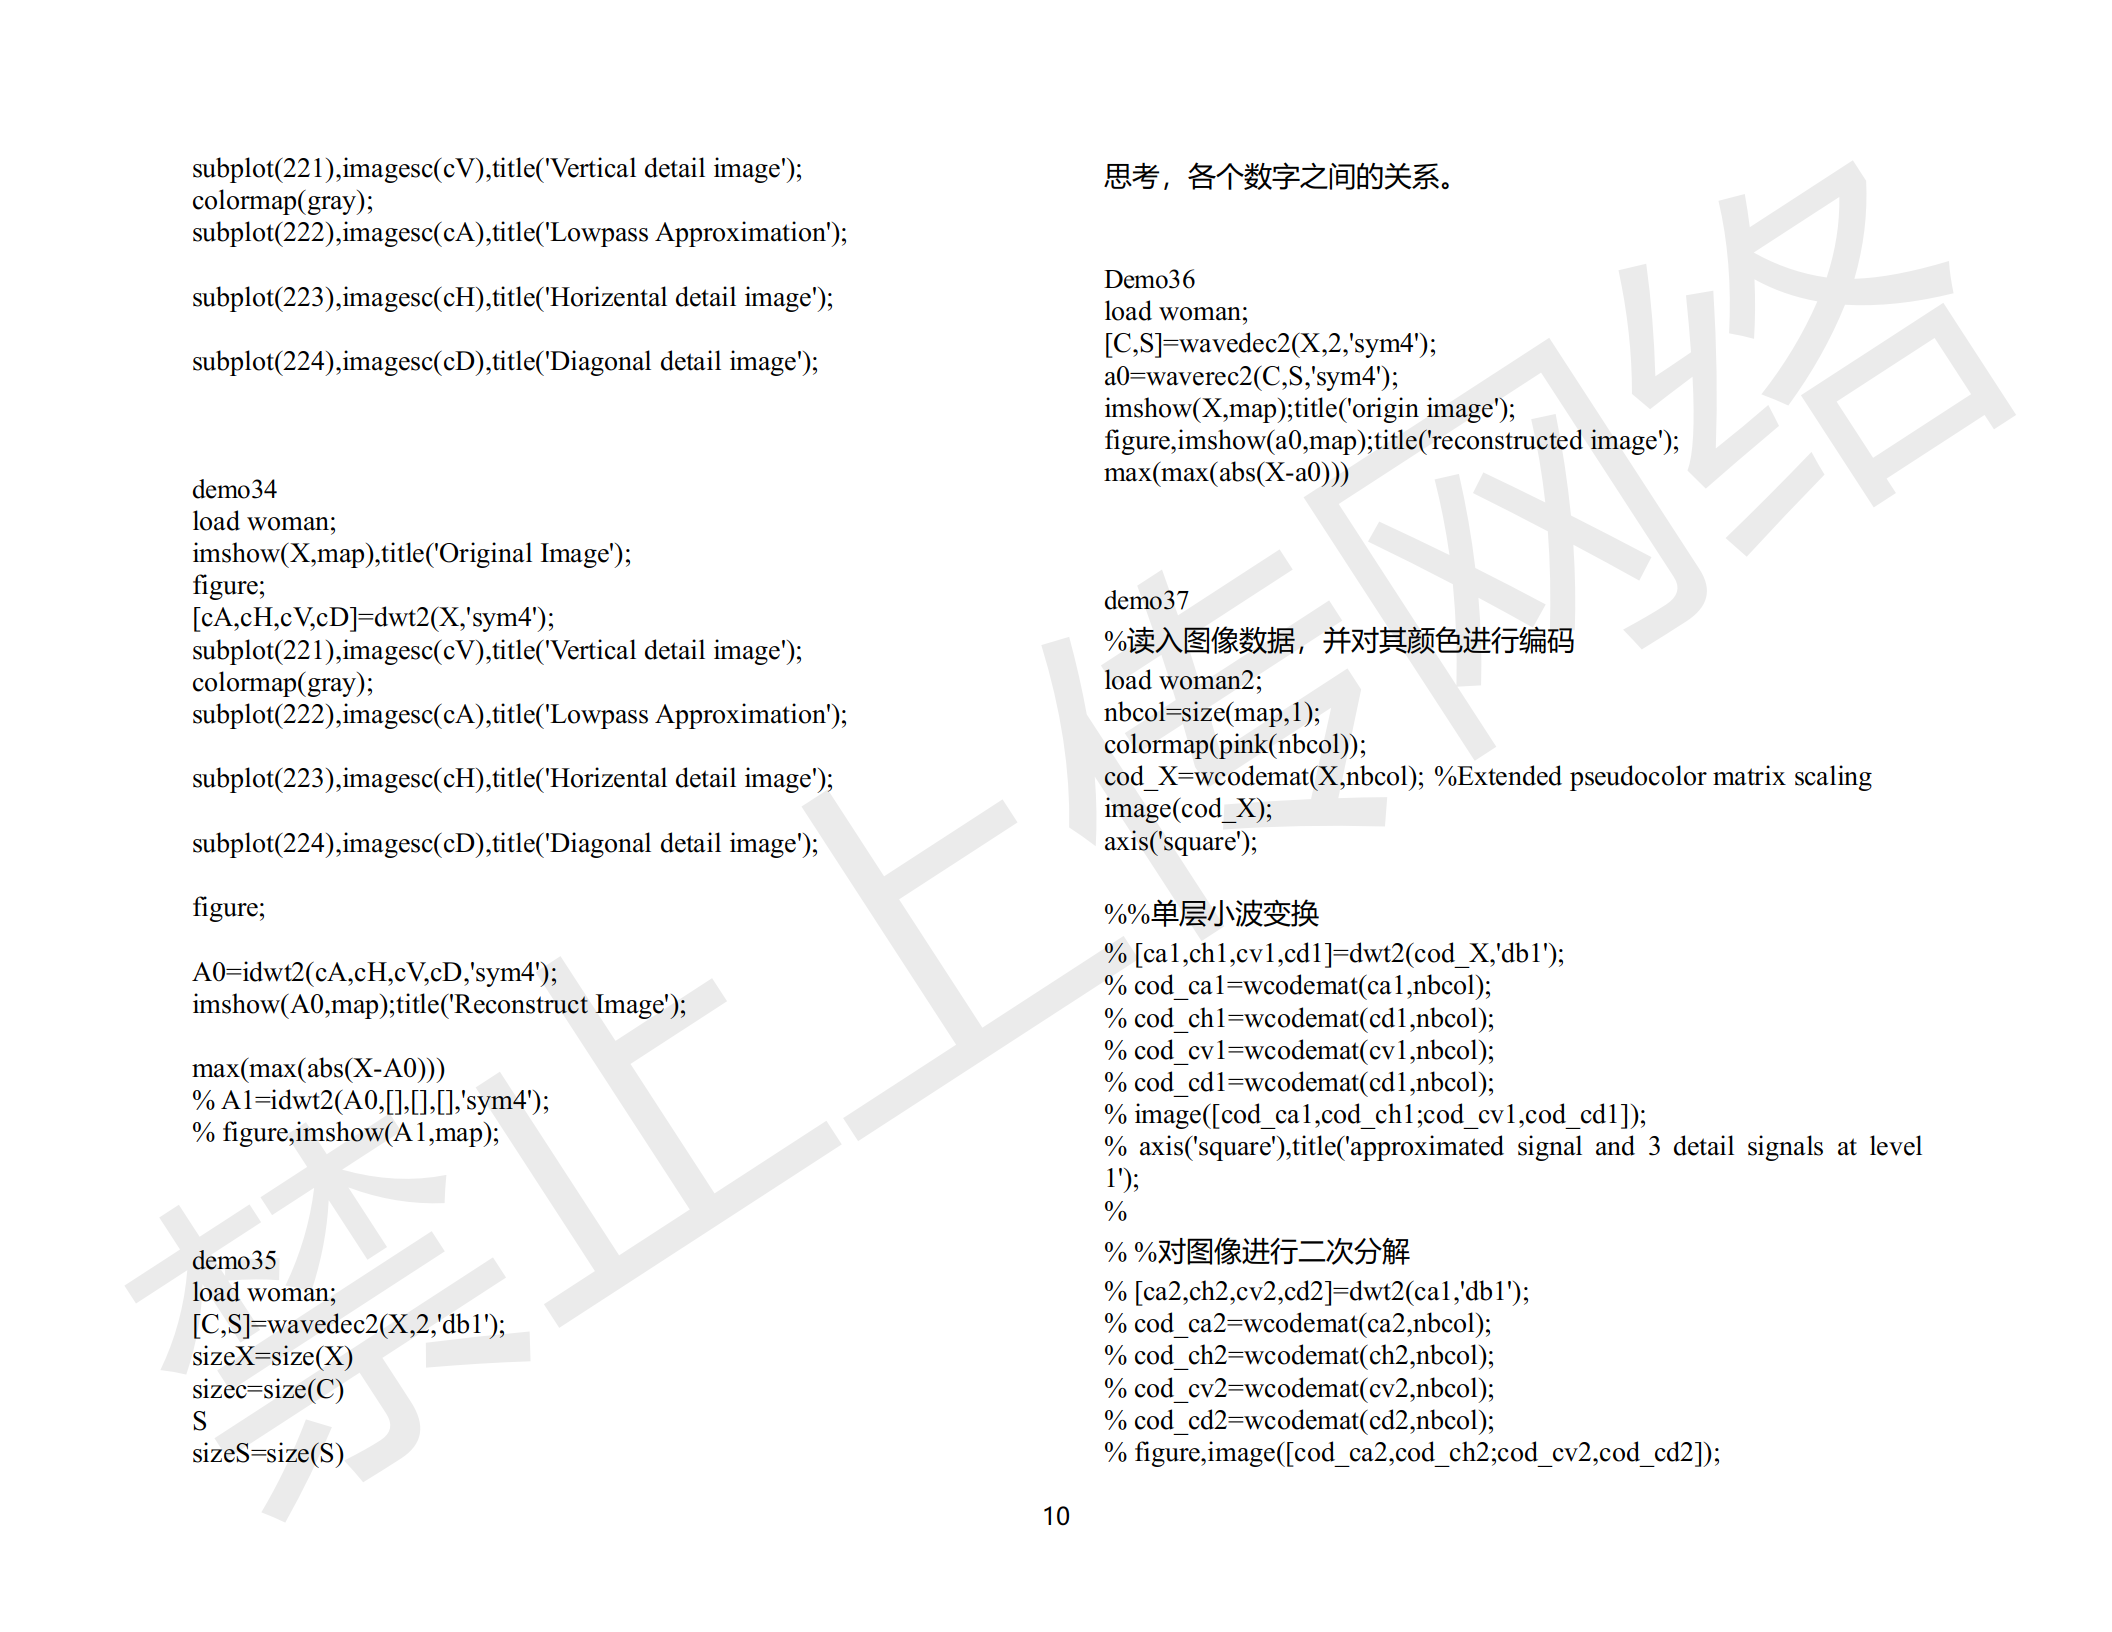 subplot(221),imagesc(cV),title('Vertical detail image');
colormap(gray);
subplot(222),imagesc(cA),title('Lowpass Approximation');
subplot(223),imagesc(cH),title('Horizental detail image');
subplot(224),imagesc(cD),title('Diagonal detail image');
demo34
load woman;
imshow(X,map),title('Original Image');
figure;
[cA,cH,cV,cD]=dwt2(X,'sym4');
subplot(221),imagesc(cV),title('Vertical detail image');
colormap(gray);
subplot(222),imagesc(cA),title('Lowpass Approximation');
subplot(223),imagesc(cH),title('Horizental detail image');
subplot(224),imagesc(cD),title('Diagonal detail image');
figure;
A0=idwt2(cA,cH,cV,cD,'sym4');
imshow(A0,map);title('Reconstruct Image');
max(max(abs(X-A0)))
% A1=idwt2(A0,[],[],[],'sym4');
% figure,imshow(A1,map);
demo35
load woman;
[C,S]=wavedec2(X,2,'db1');
sizeX=size(X)
sizec=size(C)
S
sizeS=size(S)
思考，各个数字之间的关系。
Demo36
load woman;
[C,S]=wavedec2(X,2,'sym4');
a0=waverec2(C,S,'sym4');
imshow(X,map);title('origin image');
figure,imshow(a0,map);title('reconstructed image');
max(max(abs(X-a0)))
demo37
%读入图像数据，并对其颜色进行编码
load woman2;
nbcol=size(map,1);
colormap(pink(nbcol));
cod_X=wcodemat(X,nbcol); %Extended pseudocolor matrix scaling
image(cod_X);
axis('square');
%%单层小波变换
% [ca1,ch1,cv1,cd1]=dwt2(cod_X,'db1');
% cod_ca1=wcodemat(ca1,nbcol);
% cod_ch1=wcodemat(cd1,nbcol);
% cod_cv1=wcodemat(cv1,nbcol);
% cod_cd1=wcodemat(cd1,nbcol);
% image([cod_ca1,cod_ch1;cod_cv1,cod_cd1]);
% axis('square'),title('approximated signal and 3 detail signals at level
1');
%
% %对图像进行二次分解
% [ca2,ch2,cv2,cd2]=dwt2(ca1,'db1');
% cod_ca2=wcodemat(ca2,nbcol);
% cod_ch2=wcodemat(ch2,nbcol);
% cod_cv2=wcodemat(cv2,nbcol);
% cod_cd2=wcodemat(cd2,nbcol);
% figure,image([cod_ca2,cod_ch2;cod_cv2,cod_cd2]);
10
禁止上传网络